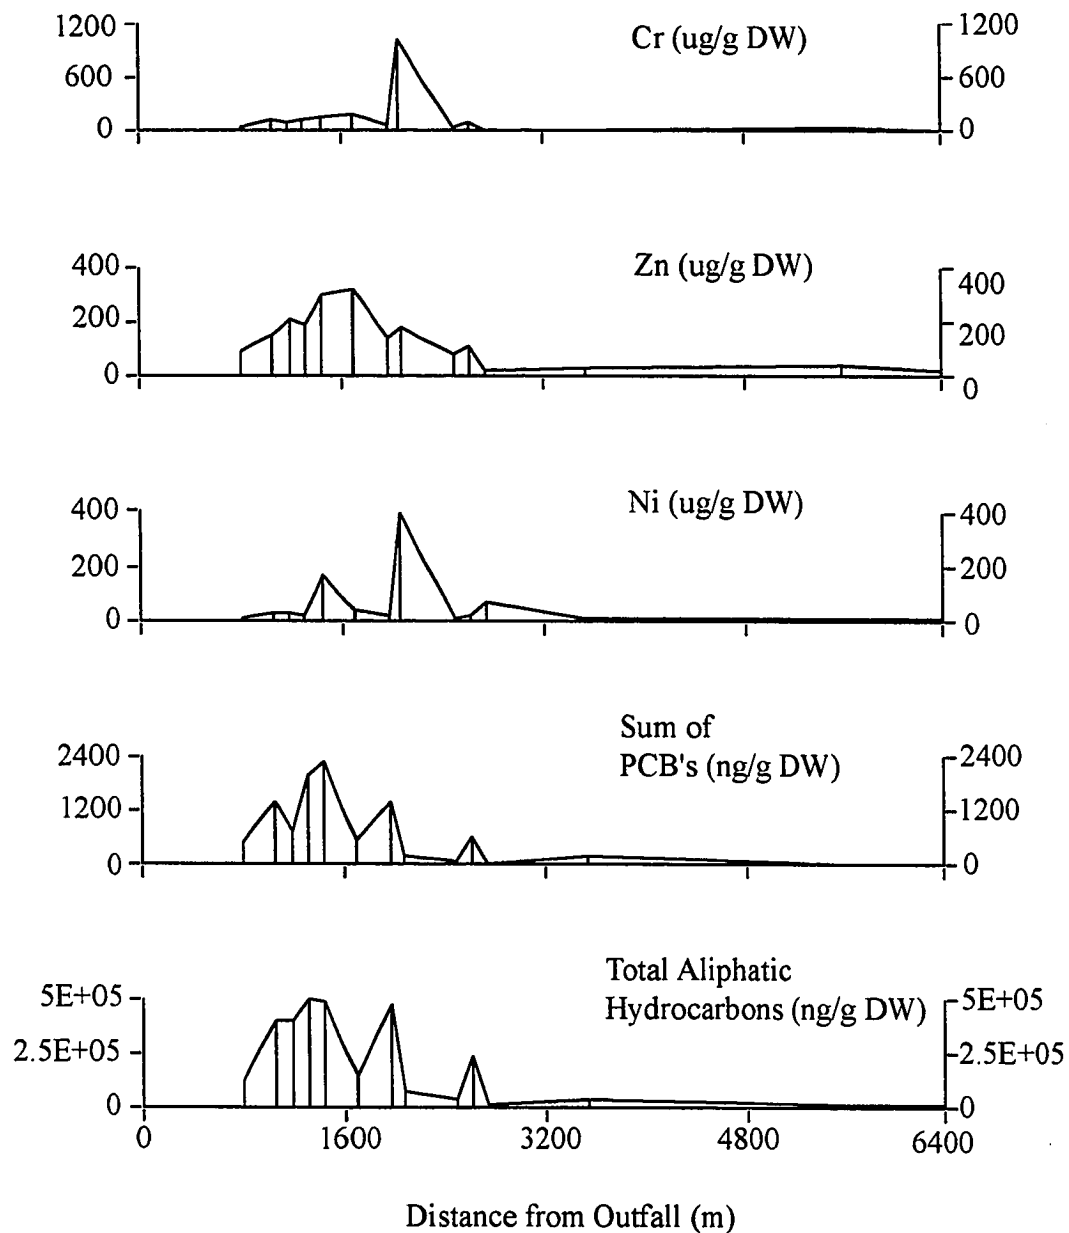 Cr (ug/g DW)
1200
600
0
1200
600
0
Zn (ug/g DW)
400
200
0
400
200
0
Ni (ug/g DW)
400
200
0
400
200
0
Sum of
PCB's (ng/g DW)
2400
1200
0
2400
1200
0
Total Aliphatic
Hydrocarbons (ng/g DW)
5E+05
2.5E+05
0
5E+05
2.5E+05
0
0 1600 3200 4800 6400
Distance from Outfall (m)